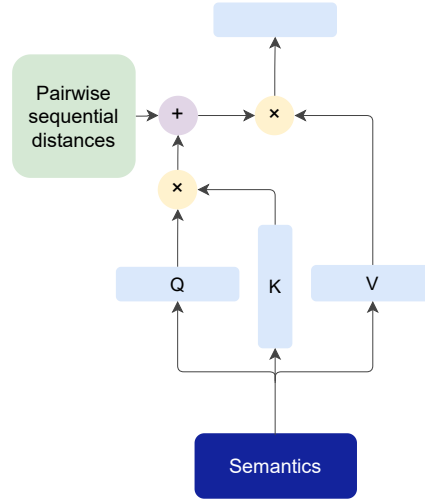 Pairwise
sequential
distances
+
×
×
Q
K
V
Semantics